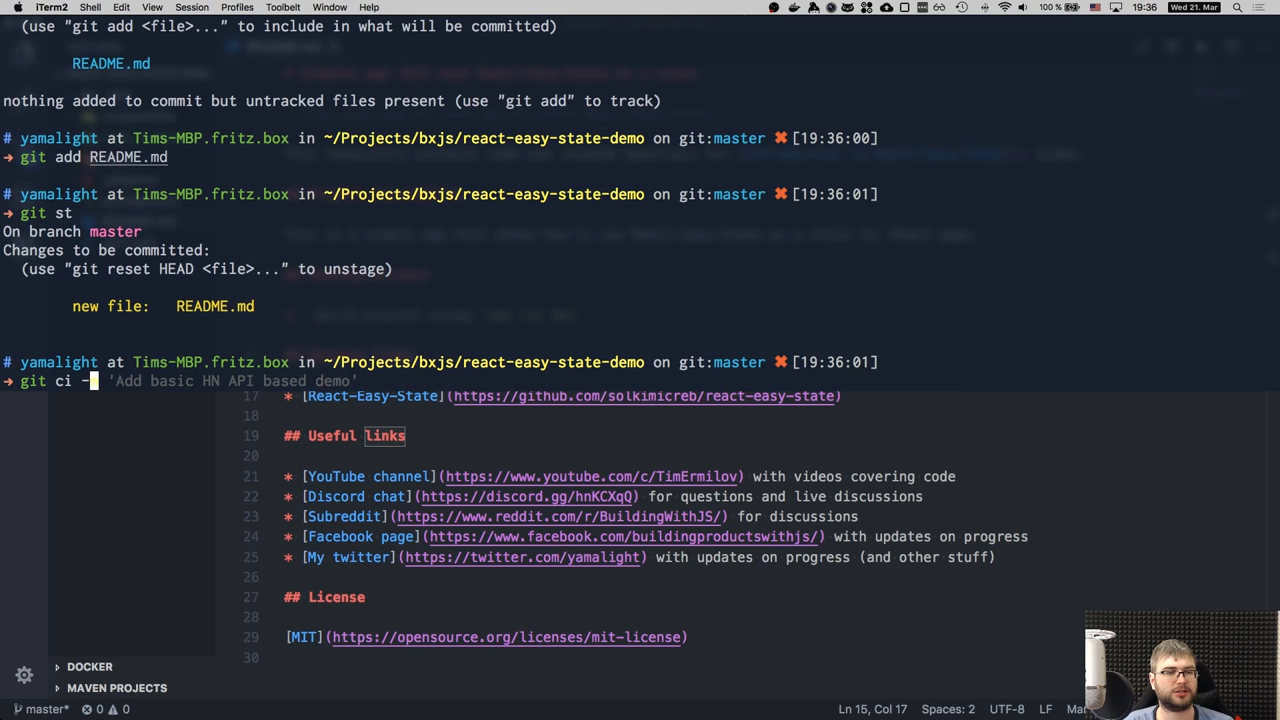 iTerm2 Shell Edit View Session Profiles Toolbelt Window Help 100 % 19:36 Wed 21. Mar
(use "git add <file>..." to include in what will be committed)
README.md
nothing added to commit but untracked files present (use "git add" to track)
# yamalight at Tims-MBP.fritz.box in ~/Projects/bxjs/react-easy-state-demo on git:master ✖ [19:36:00]
→ git add README.md
# yamalight at Tims-MBP.fritz.box in ~/Projects/bxjs/react-easy-state-demo on git:master ✖ [19:36:01]
→ git st
On branch master
Changes to be committed:
(use "git reset HEAD <file>..." to unstage)
new file: README.md
# yamalight at Tims-MBP.fritz.box in ~/Projects/bxjs/react-easy-state-demo on git:master ✖ [19:36:01]
→ git ci - 'Add basic HN API based demo'
17 * [React-Easy-State](https://github.com/solkimicreb/react-easy-state)
18
19 ## Useful links
20
21 * [YouTube channel](https://www.youtube.com/c/TimErmilov) with videos covering code
22 * [Discord chat](https://discord.gg/hnKCXqQ) for questions and live discussions
23 * [Subreddit](https://www.reddit.com/r/BuildingWithJS/) for discussions
24 * [Facebook page](https://www.facebook.com/buildingproductswithjs/) with updates on progress
25 * [My twitter](https://twitter.com/yamalight) with updates on progress (and other stuff)
26
27 ## License
28
29 [MIT](https://opensource.org/licenses/mit-license)
30
DOCKER
MAVEN PROJECTS
master* 0 0 Ln 15, Col 17 Spaces: 2 UTF-8 LF Mar